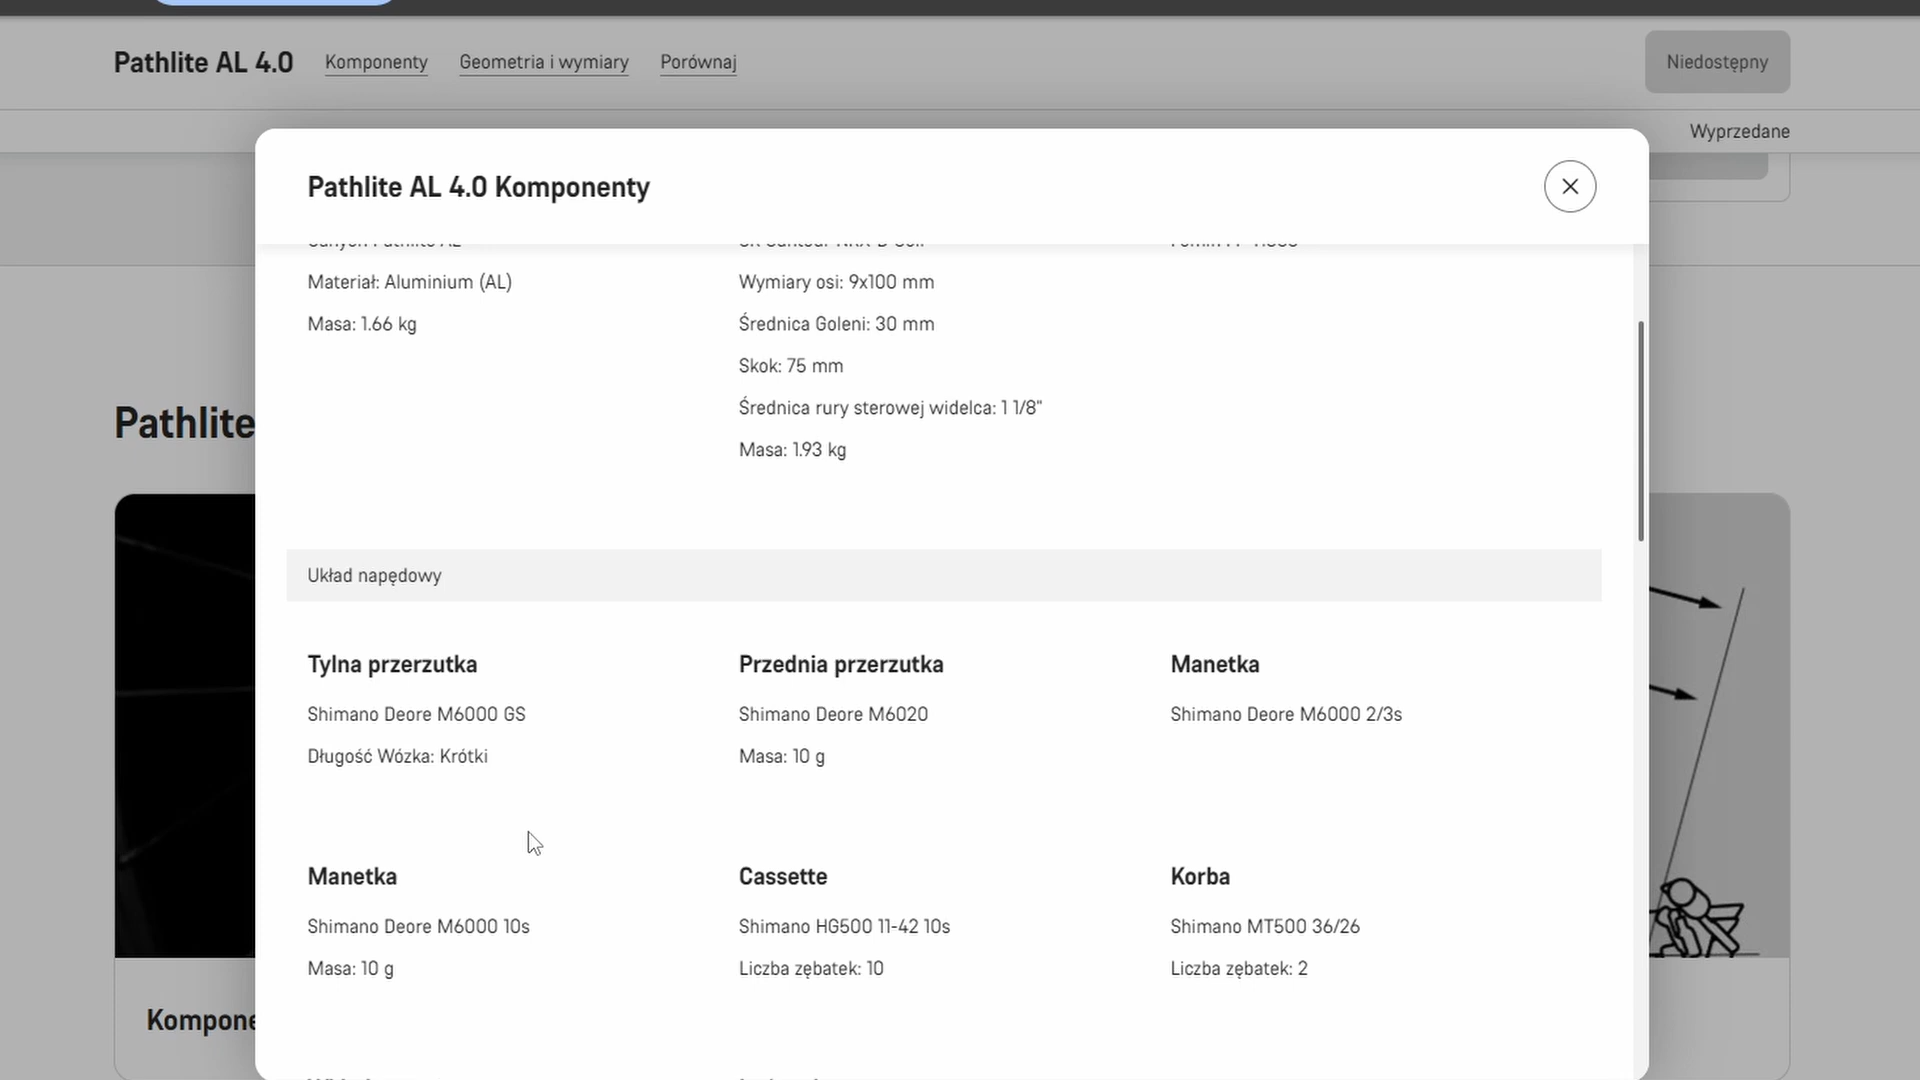 Pathlite AL 4.0
Komponenty
Geometria i wymiary
Porównaj
Niedostępny
Wyprzedane
Pathlite AL 4.0 Komponenty
Materiał: Aluminium (AL)
Masa: 1.66 kg
Wymiary osi: 9x100 mm
Średnica Goleni: 30 mm
Skok: 75 mm
Średnica rury sterowej widelca: 1 1/8"
Masa: 1.93 kg
Pathlite
Układ napędowy
Tylna przerzutka
Shimano Deore M6000 GS
Długość Wózka: Krótki
Przednia przerzutka
Shimano Deore M6020
Masa: 10 g
Manetka
Shimano Deore M6000 2/3s
Manetka
Shimano Deore M6000 10s
Masa: 10 g
Cassette
Shimano HG500 11-42 10s
Liczba zębatek: 10
Korba
Shimano MT500 36/26
Liczba zębatek: 2
Kompone